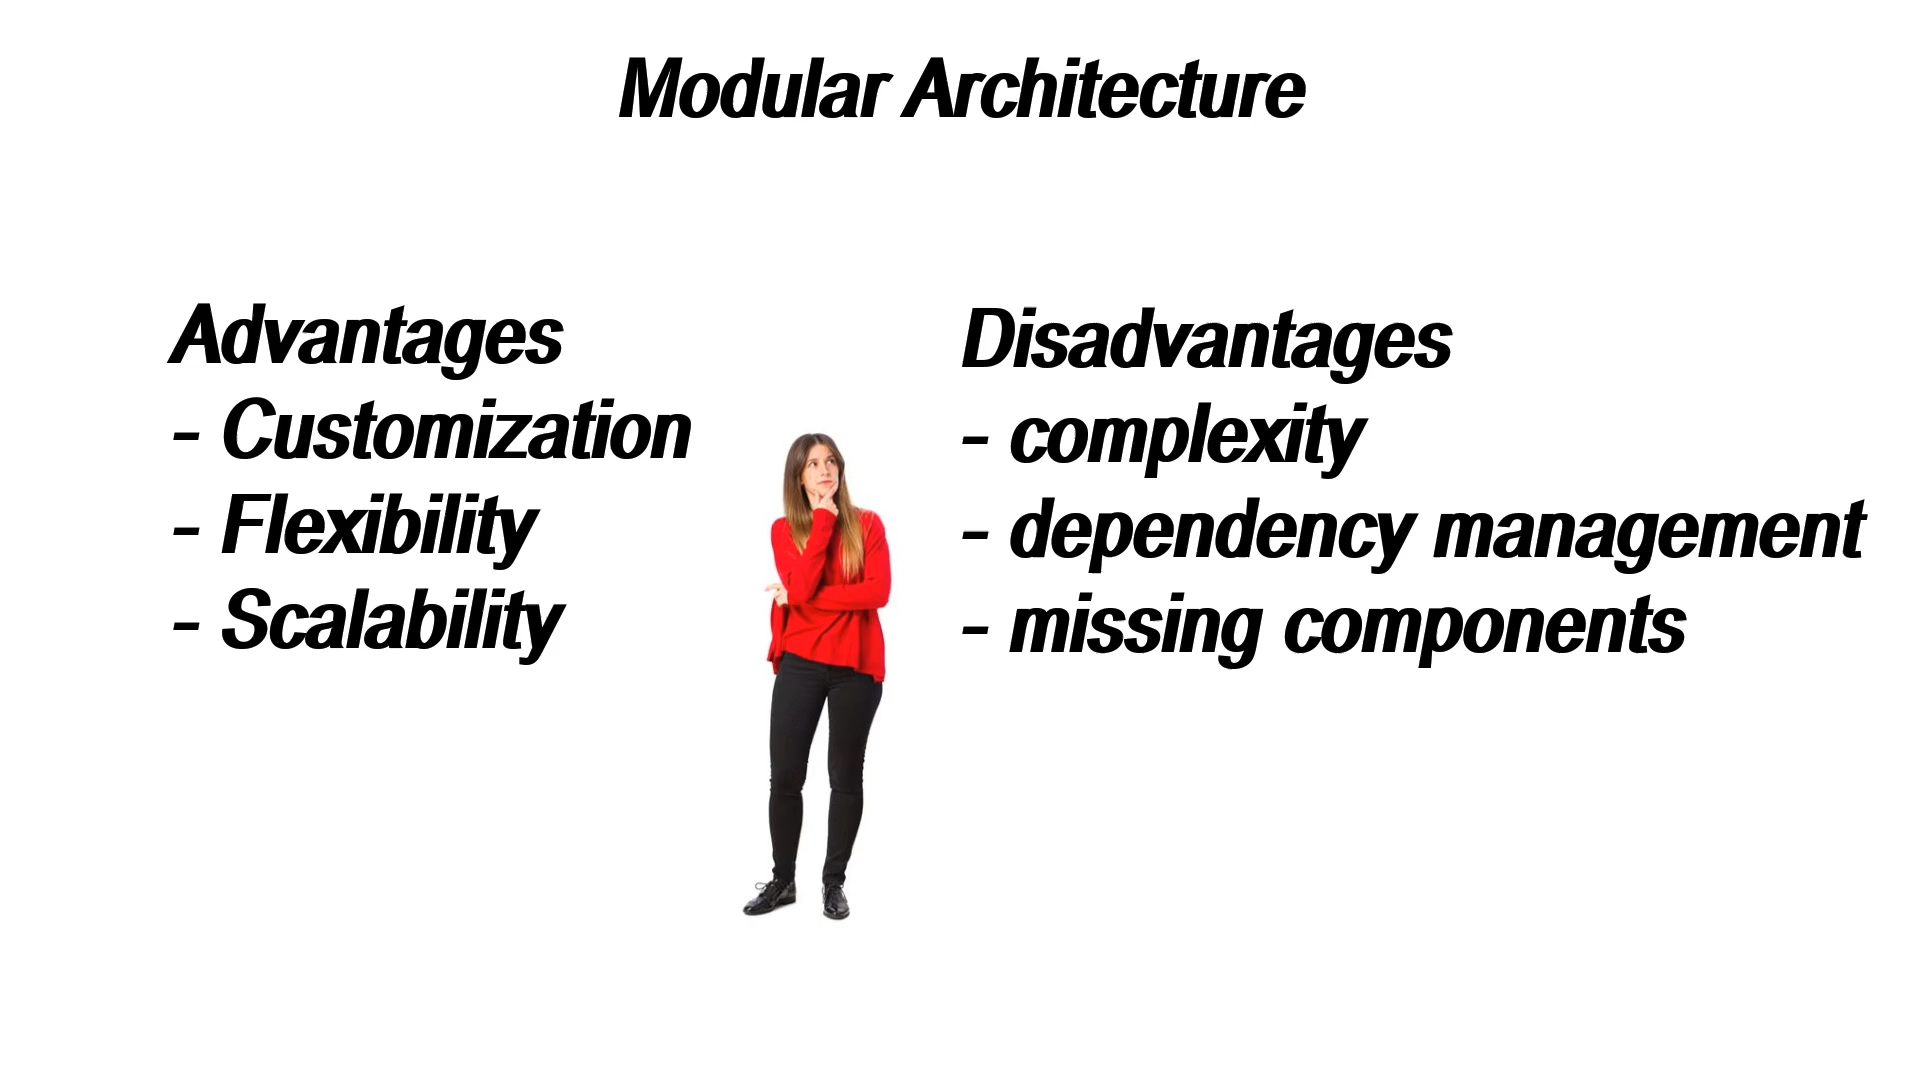 Modular Architecture
Advantages
- Customization
- Flexibility
- Scalability
Disadvantages
- complexity
- dependency management
- missing components